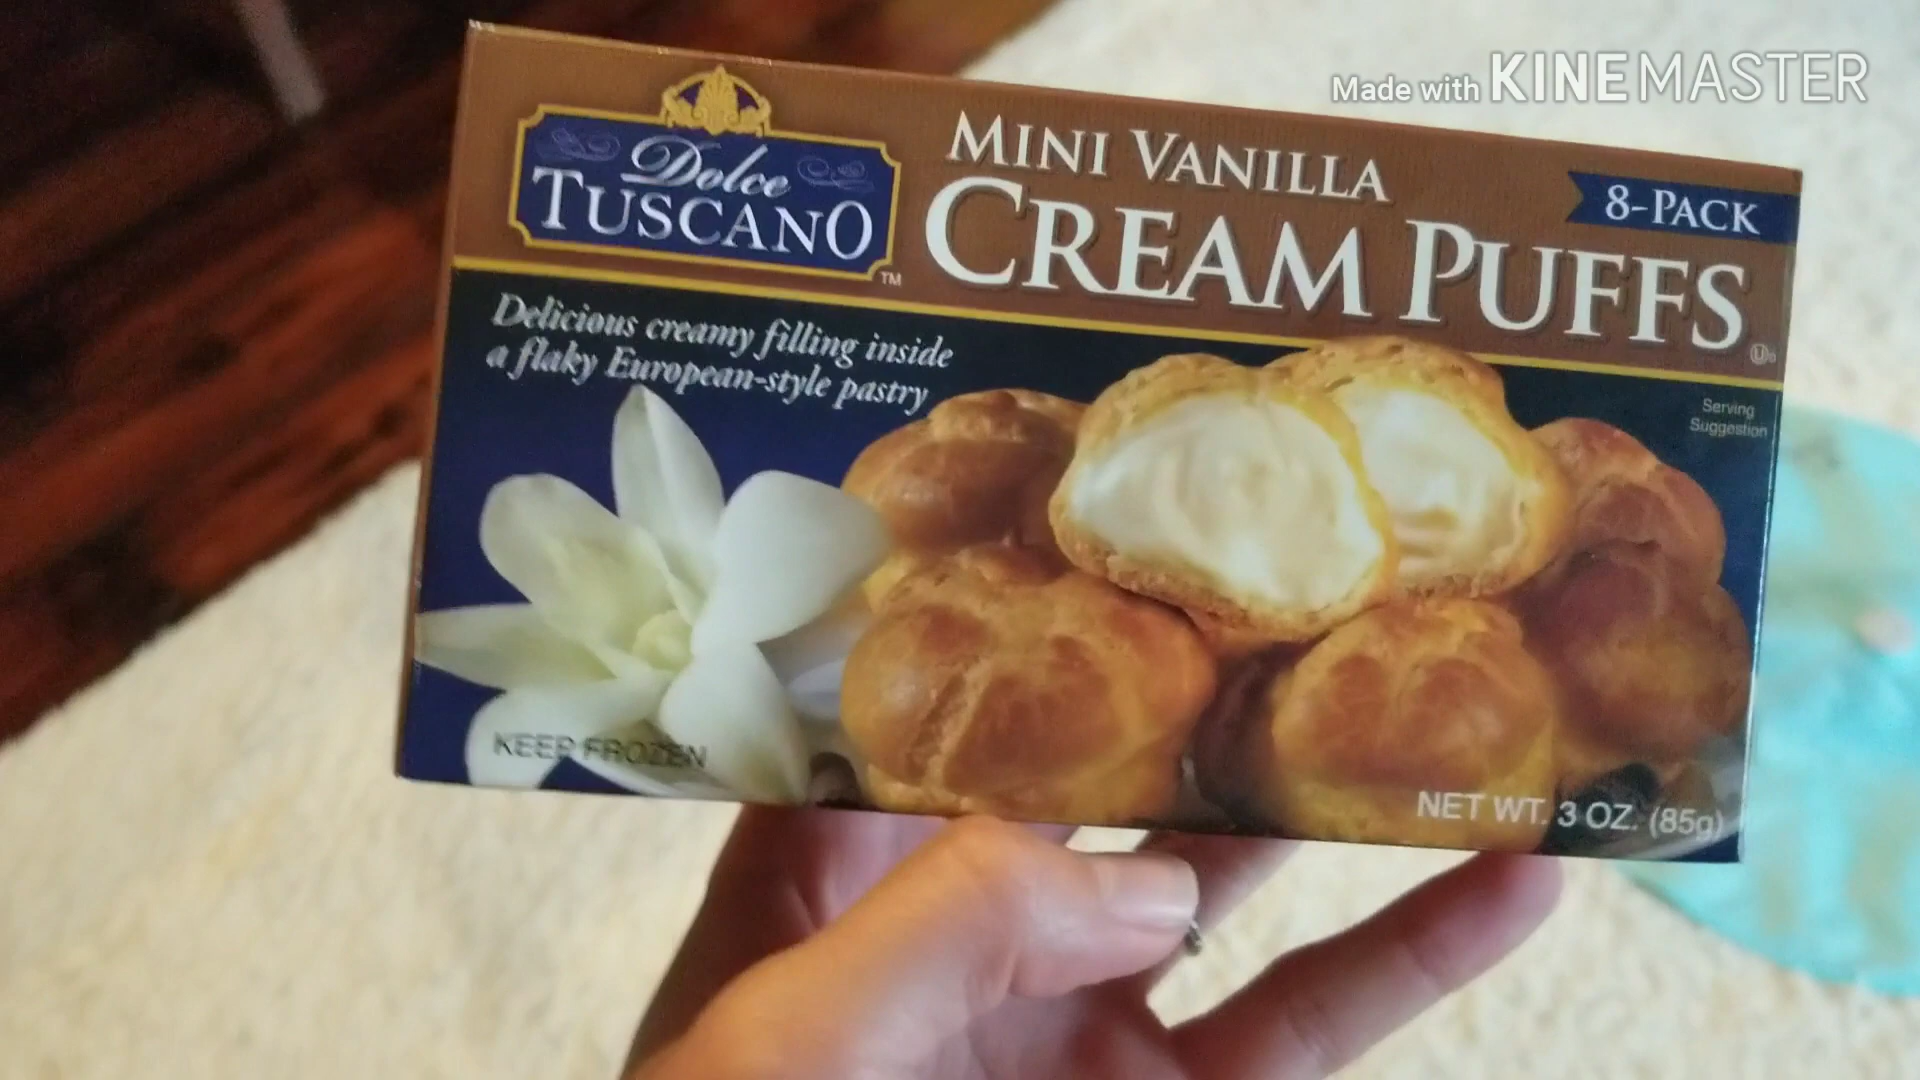 Made with KINEMASTER
Dolce
TUSCANO
™
MINI VANILLA
CREAM PUFFS
8-PACK
Delicious creamy filling inside
a flaky European-style pastry
Serving
Suggestion
KEEP FROZEN
NET WT. 3 OZ. (85g)